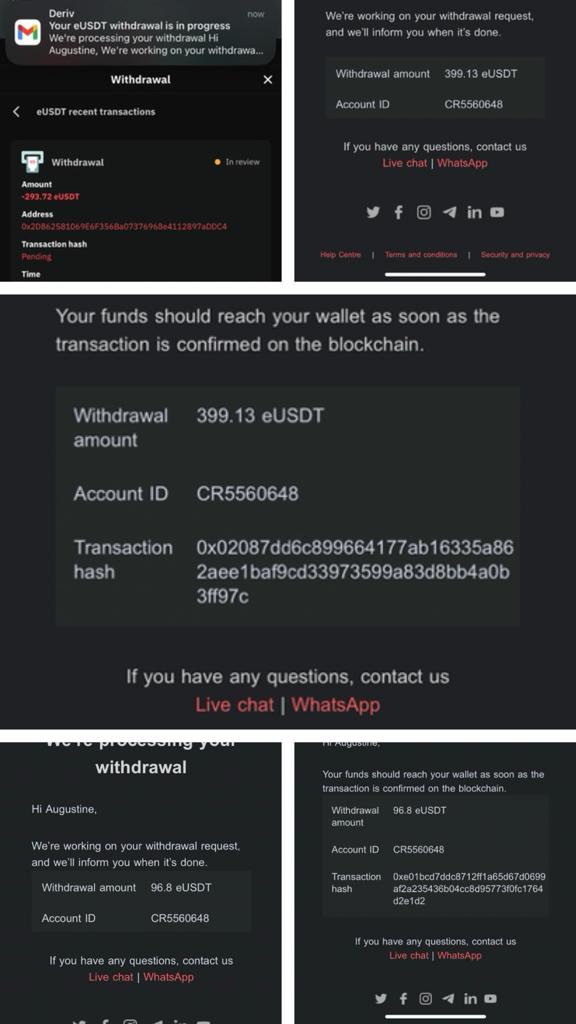 Deriv
now
Your eUSDT withdrawal is in progress
We're processing your withdrawal Hi
Augustine, We're working on your withdrawa...
Withdrawal
eUSDT recent transactions
Withdrawal
In review
Amount
-293.72 eUSDT
Address
0x2D862581069E6F356Ba07376968e4112897aDDC4
Transaction hash
Pending
Time
We're working on your withdrawal request,
and we'll inform you when it's done.
Withdrawal amount 399.13 eUSDT
Account ID CR5560648
If you have any questions, contact us
Live chat | WhatsApp
Help Centre | Terms and conditions | Security and privacy
Your funds should reach your wallet as soon as the
transaction is confirmed on the blockchain.
Withdrawal 399.13 eUSDT
amount
Account ID CR5560648
Transaction 0x02087dd6c899664177ab16335a86
hash 2aee1baf9cd33973599a83d8bb4a0b
3ff97c
If you have any questions, contact us
Live chat | WhatsApp
We're processing your
withdrawal
Hi Augustine,
We're working on your withdrawal request,
and we'll inform you when it's done.
Withdrawal amount 96.8 eUSDT
Account ID CR5560648
If you have any questions, contact us
Live chat | WhatsApp
Hi Augustine,
Your funds should reach your wallet as soon as the
transaction is confirmed on the blockchain.
Withdrawal 96.8 eUSDT
amount
Account ID CR5560648
Transaction 0xe01bcd7ddc8712ff1a65d67d0699
hash af2a235436b04cc8d95773f0fc1764
d2e1d2
If you have any questions, contact us
Live chat | WhatsApp